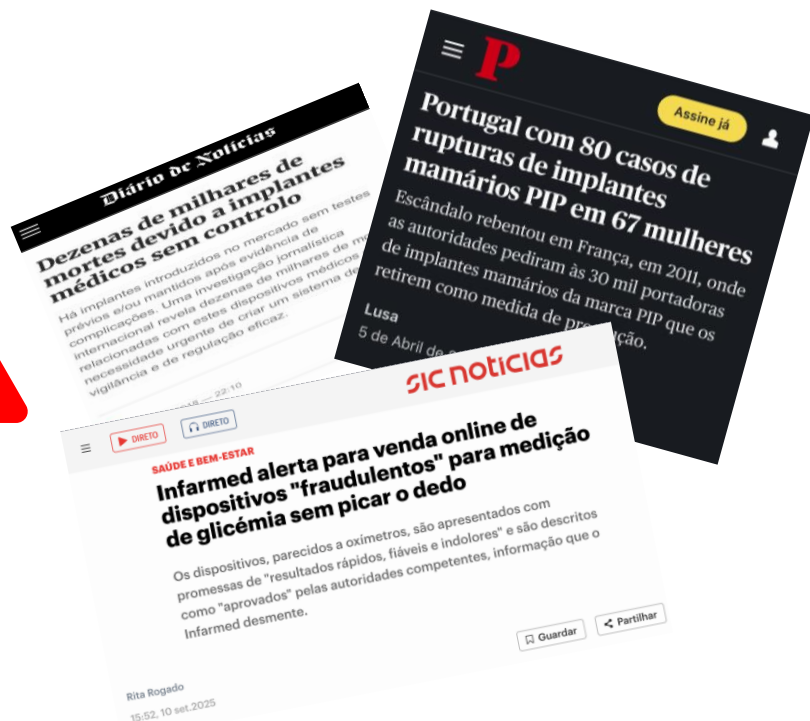 Diário de Notícias
Dezenas de milhares de
mortes devido a implantes
médicos sem controlo
Há implantes introduzidos no mercado sem testes
prévios e/ou mantidos após evidência de
complicações. Uma investigação jornalística
internacional revela dezenas de milhares de
relacionadas com estes dispositivos médicos
necessidade urgente de criar um sistema de
vigilância e de regulação eficaz.
22:10
P
Assine já
Portugal com 80 casos de
rupturas de implantes
mamários PIP em 67 mulheres
Escândalo rebentou em França, em 2011, onde
as autoridades pediram às 30 mil portadoras
de implantes mamários da marca PIP que os
retirem como medida de
Lusa
5 de Abril de
SIC notícias
DIRETO
DIRETO
SAÚDE E BEM-ESTAR
Infarmed alerta para venda online de
dispositivos "fraudulentos" para medição
de glicémia sem picar o dedo
Os dispositivos, parecidos a oxímetros, são apresentados com
promessas de "resultados rápidos, fiáveis e indolores" e são descritos
como "aprovados" pelas autoridades competentes, informação que o
Infarmed desmente.
Guardar
Partilhar
Rita Rogado
15:52, 10 set.2025